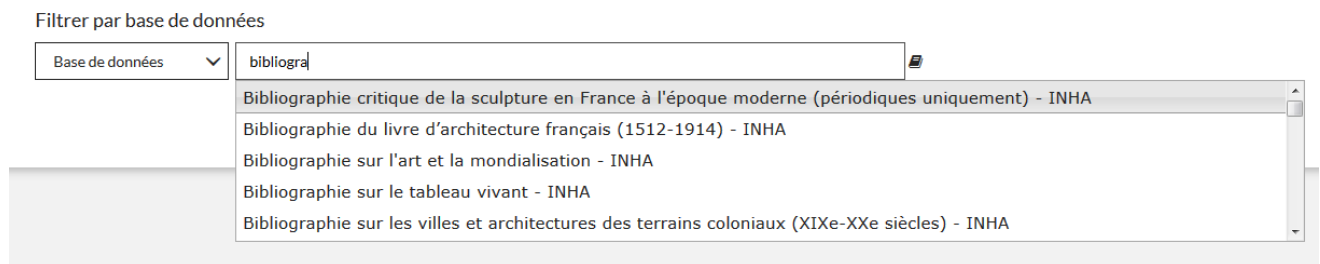 Filtrer par base de données
Base de données bibliogra
Bibliographie critique de la sculpture en France à l'époque moderne (périodiques uniquement) - INHA
Bibliographie du livre d’architecture français (1512-1914) - INHA
Bibliographie sur l'art et la mondialisation - INHA
Bibliographie sur le tableau vivant - INHA
Bibliographie sur les villes et architectures des terrains coloniaux (XIXe-XXe siècles) - INHA